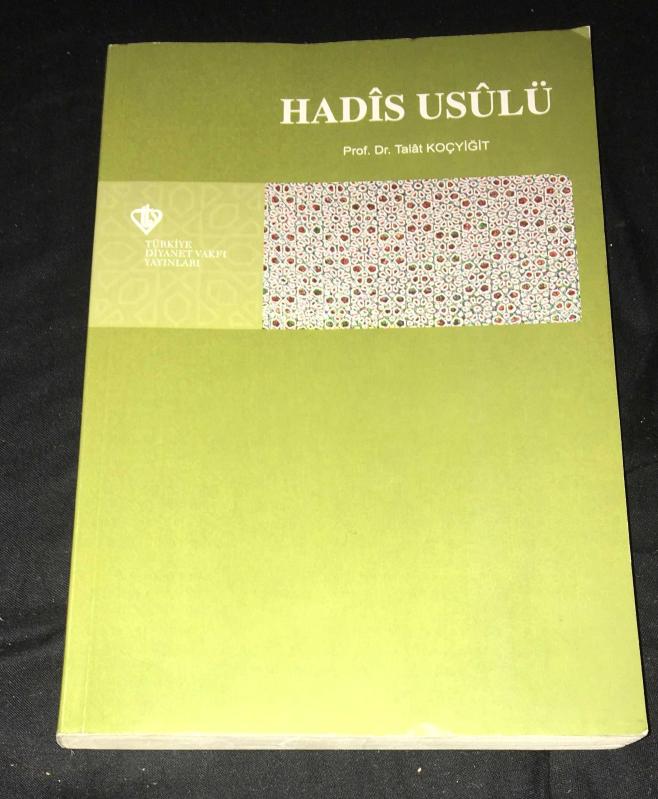 HADÎS USÛLÜ
Prof. Dr. Talât KOÇYİĞİT
TÜRKİYE
DİYANET VAKFI
YAYINLARI